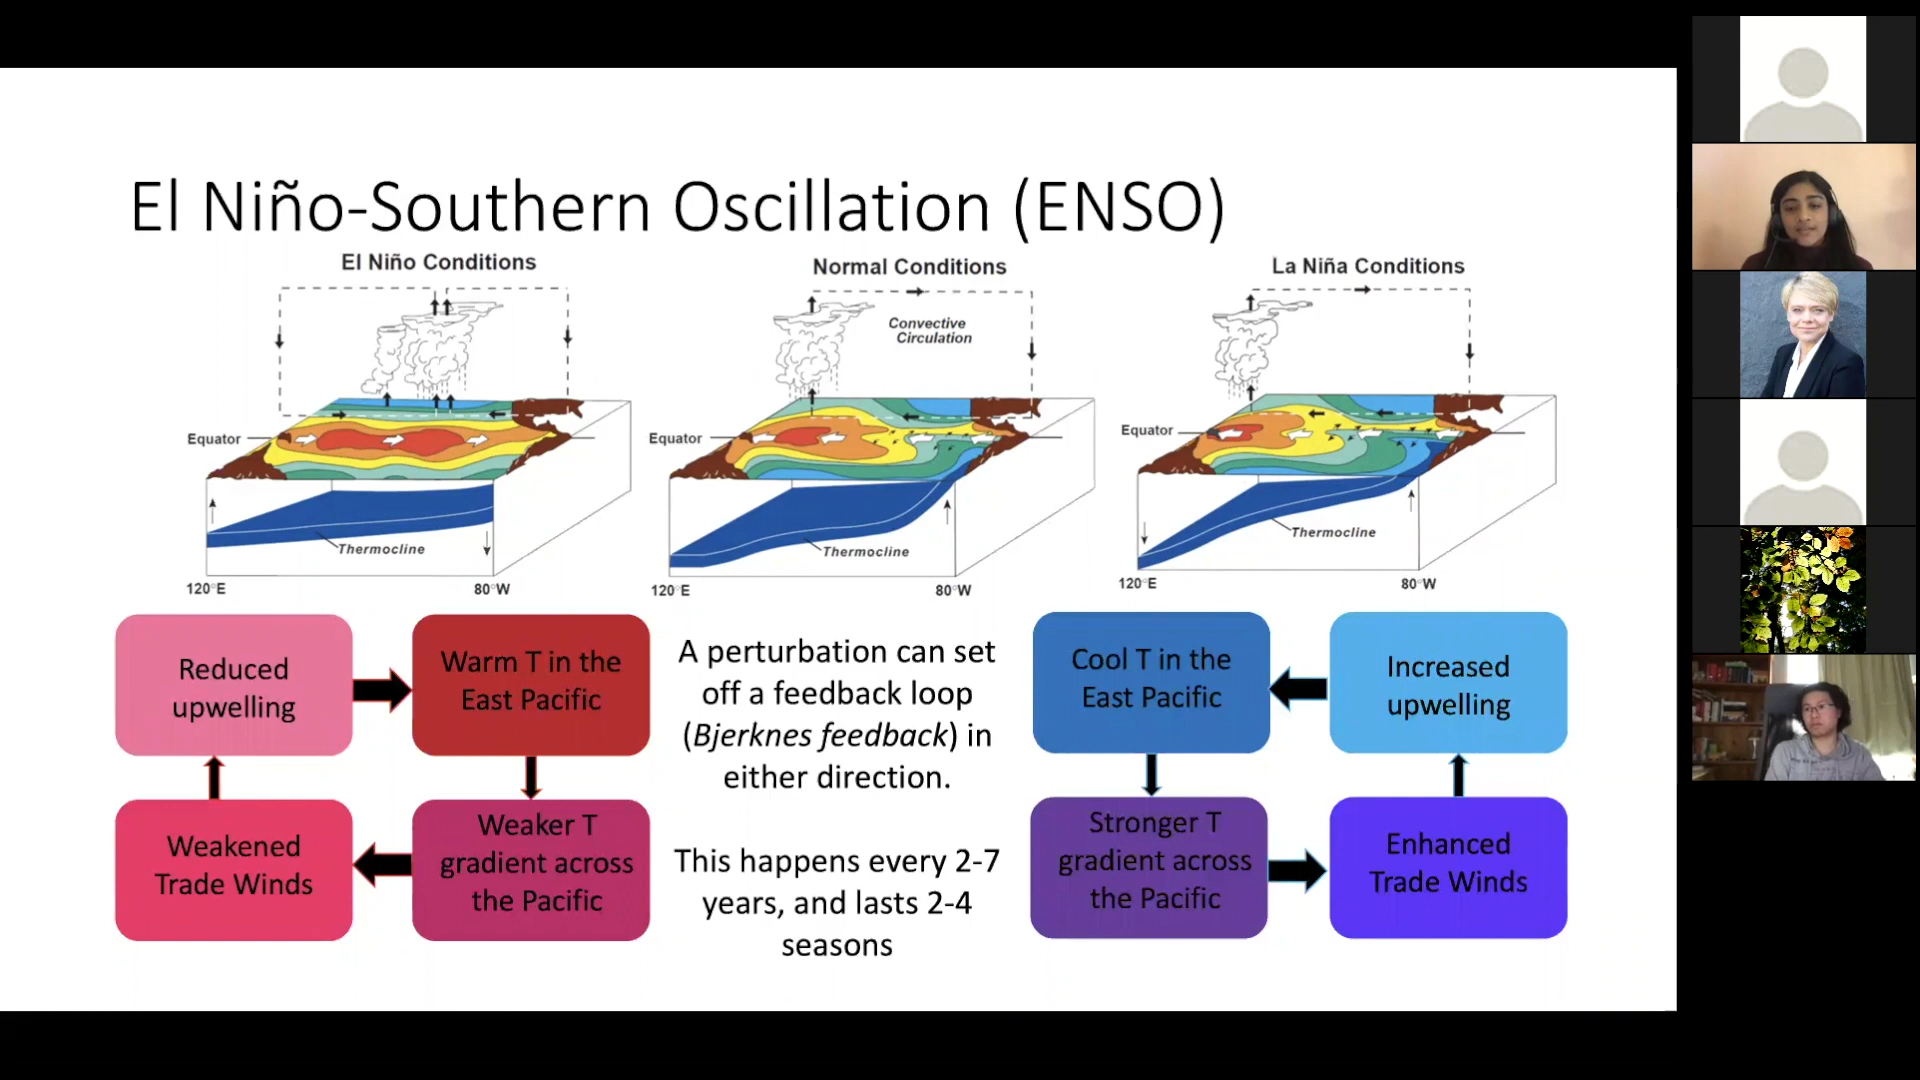 El Niño-Southern Oscillation (ENSO)
El Niño Conditions
Equator
Thermocline
120°E
80°W
Normal Conditions
Convective
Circulation
Equator
Thermocline
120°E
80°W
La Niña Conditions
Equator
Thermocline
120°E
80°W
Reduced
upwelling
Warm T in the
East Pacific
Weakened
Trade Winds
Weaker T
gradient across
the Pacific
A perturbation can set
off a feedback loop
(Bjerknes feedback) in
either direction.
This happens every 2-7
years, and lasts 2-4
seasons
Cool T in the
East Pacific
Increased
upwelling
Stronger T
gradient across
the Pacific
Enhanced
Trade Winds